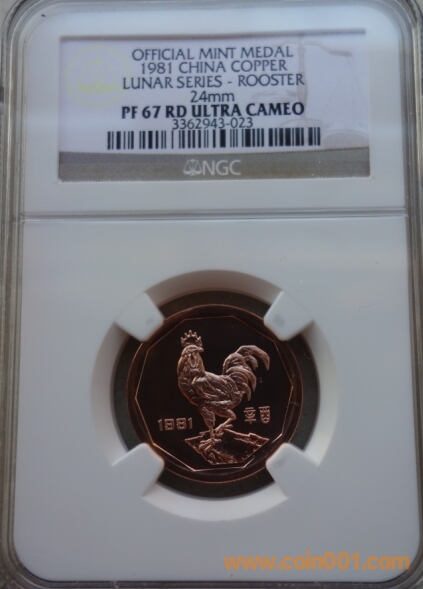 OFFICIAL MINT MEDAL
1981 CHINA COPPER
LUNAR SERIES - ROOSTER
24mm
PF 67 RD ULTRA CAMEO
3362943-023
NGC
1981 辛酉
www.coin001.com